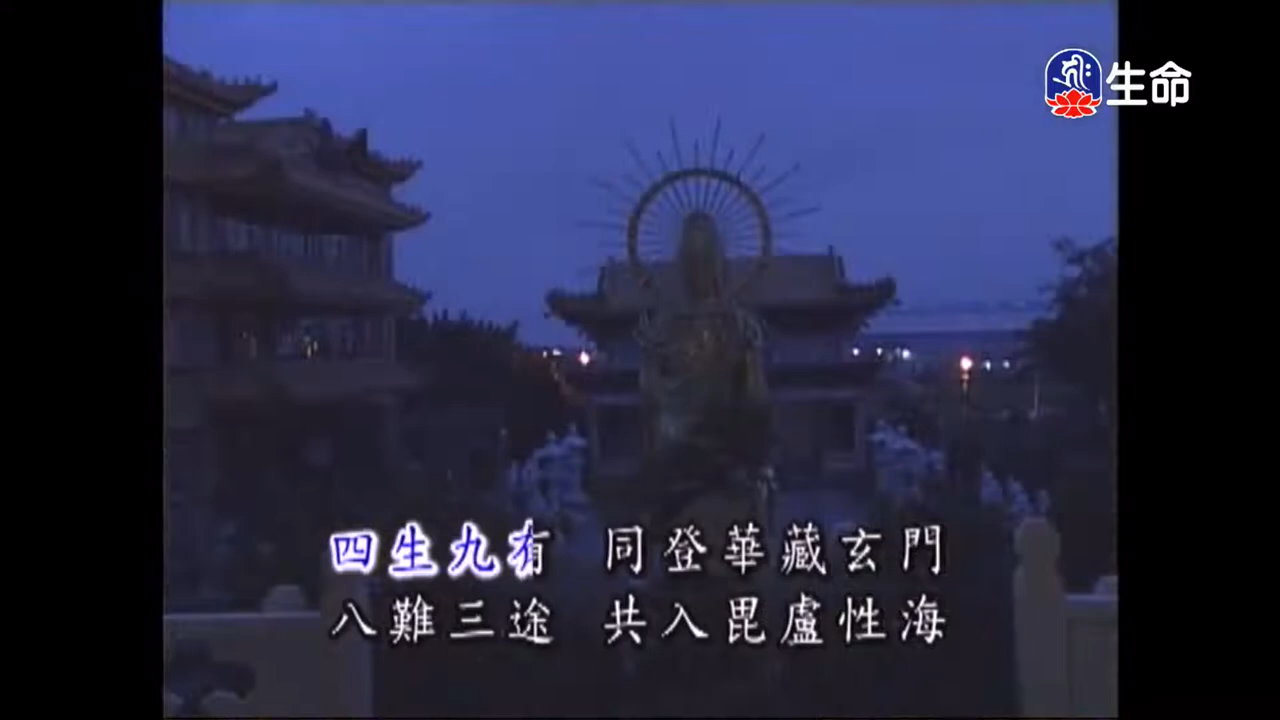 生命
四生九有 同登華藏玄門
八難三途 共入毘盧性海